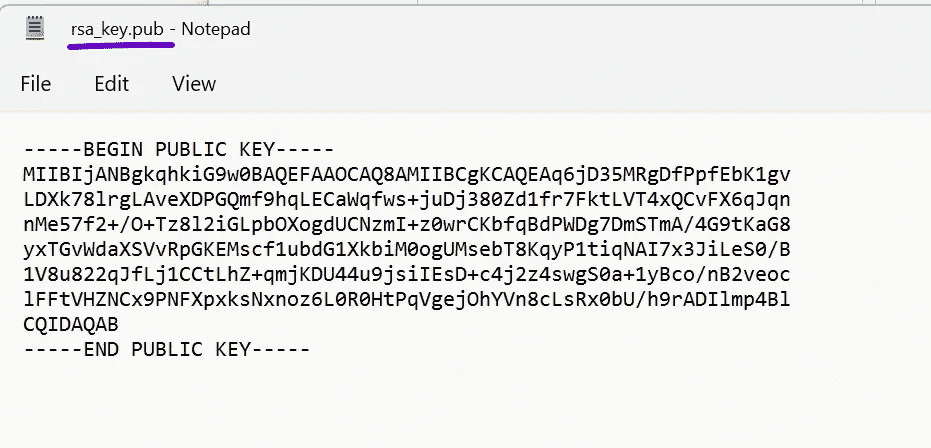 rsa_key.pub - Notepad
File Edit View
-----BEGIN PUBLIC KEY-----
MIIBIjANBgkqhkiG9w0BAQEFAAOCAQ8AMIIBCgKCAQEAq6jD35MRgDfPpfEbK1gv
LDXk78lrgLAveXDPGQmf9hqLECaWqfws+juDj380Zd1fr7FktLVT4xQCvFX6qJqn
nMe57f2+/O+Tz8l2iGLpbOXogdUCNzmI+z0wrCKbfqBdPWDg7DmSTmA/4G9tKaG8
yxTGvWdaXSVvRpGKEMscf1ubdG1XkbiM0ogUMsebT8KqyP1tiqNAI7x3JiLeS0/B
1V8u822qJfLj1CCtLhZ+qmjKDU44u9jsiIEsD+c4j2z4swgS0a+1yBco/nB2veoc
lFFtVHZNCx9PNFXpxksNxnoz6L0R0HtPqVgejOhYVn8cLsRx0bU/h9rADIlmp4Bl
CQIDAQAB
-----END PUBLIC KEY-----